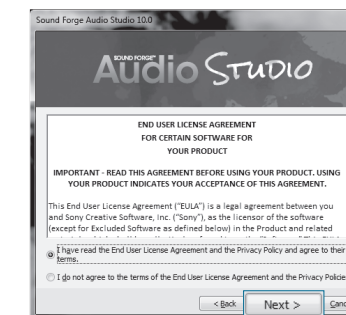 Sound Forge Audio Studio 10.0
SOUND FORGE™
AUDIO STUDIO
END USER LICENSE AGREEMENT
FOR CERTAIN SOFTWARE FOR
YOUR PRODUCT
IMPORTANT - READ THIS AGREEMENT BEFORE USING YOUR PRODUCT. USING
YOUR PRODUCT INDICATES YOUR ACCEPTANCE OF THIS AGREEMENT.
This End User License Agreement ("EULA") is a legal agreement between you
and Sony Creative Software, Inc. ("Sony"), as the licensor of the software
(except for Excluded Software as defined below) in the Product and related
I have read the End User License Agreement and the Privacy Policy and agree to their
terms.
I do not agree to the terms of the End User License Agreement and the Privacy Policie
< Back
Next >
Canc